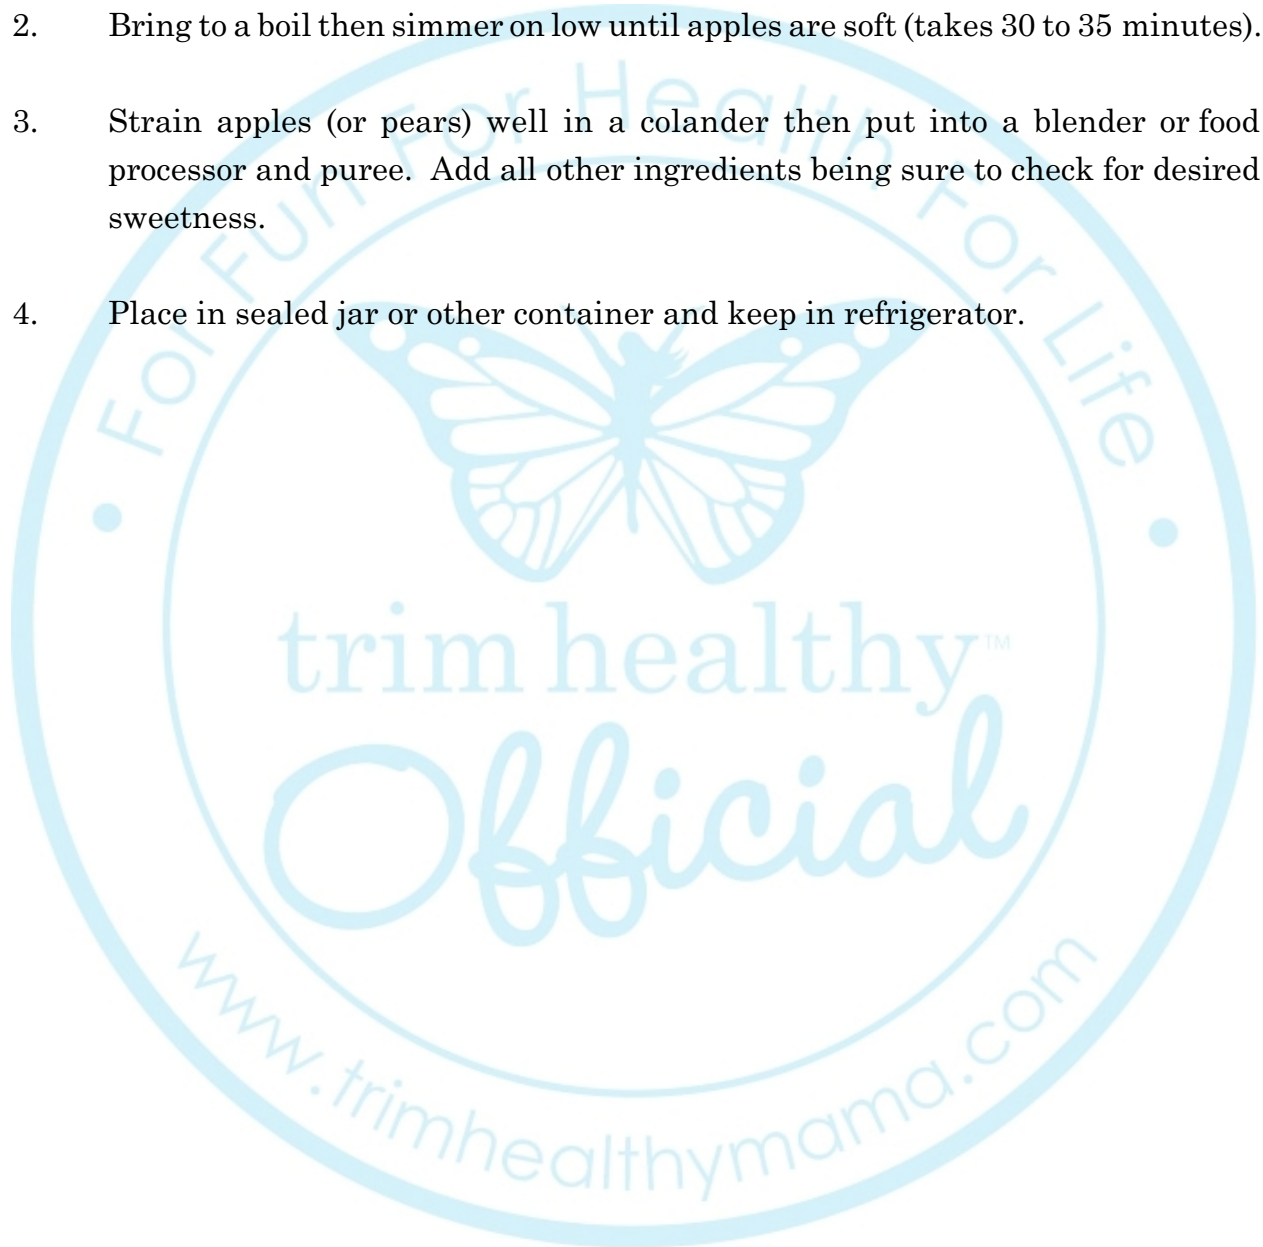 2. Bring to a boil then simmer on low until apples are soft (takes 30 to 35 minutes).
3. Strain apples (or pears) well in a colander then put into a blender or food
processor and puree. Add all other ingredients being sure to check for desired
sweetness.
4. Place in sealed jar or other container and keep in refrigerator.
For Fun For Health For Life
trim healthy™
Official
www.trimhealthymama.com